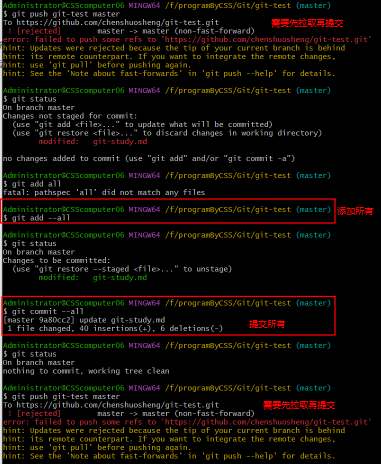 Administrator@CSScomputer06 MINGW64 /f/programByCSS/Git/git-test (master)
$ git push git-test master
To https://github.com/chenshuosheng/git-test.git 需要先拉取再提交
! [rejected] master -> master (non-fast-forward)
error: failed to push some refs to 'https://github.com/chenshuosheng/git-test.git'
hint: Updates were rejected because the tip of your current branch is behind
hint: its remote counterpart. If you want to integrate the remote changes,
hint: use 'git pull' before pushing again.
hint: See the 'Note about fast-forwards' in 'git push --help' for details.
Administrator@CSScomputer06 MINGW64 /f/programByCSS/Git/git-test (master)
$ git status
On branch master
Changes not staged for commit:
(use "git add <file>..." to update what will be committed)
(use "git restore <file>..." to discard changes in working directory)
modified: git-study.md
no changes added to commit (use "git add" and/or "git commit -a")
Administrator@CSScomputer06 MINGW64 /f/programByCSS/Git/git-test (master)
$ git add all
fatal: pathspec 'all' did not match any files
Administrator@CSScomputer06 MINGW64 /f/programByCSS/Git/git-test (master) 添加所有
$ git add --all
Administrator@CSScomputer06 MINGW64 /f/programByCSS/Git/git-test (master)
$ git status
On branch master
Changes to be committed:
(use "git restore --staged <file>..." to unstage)
modified: git-study.md
Administrator@CSScomputer06 MINGW64 /f/programByCSS/Git/git-test (master)
$ git commit --all
[master 9a80cc2] update git-study.md
1 file changed, 40 insertions(+), 6 deletions(-) 提交所有
Administrator@CSScomputer06 MINGW64 /f/programByCSS/Git/git-test (master)
$ git status
On branch master
nothing to commit, working tree clean
Administrator@CSScomputer06 MINGW64 /f/programByCSS/Git/git-test (master)
$ git push git-test master
To https://github.com/chenshuosheng/git-test.git 需要先拉取再提交
! [rejected] master -> master (non-fast-forward)
error: failed to push some refs to 'https://github.com/chenshuosheng/git-test.git'
hint: Updates were rejected because the tip of your current branch is behind
hint: its remote counterpart. If you want to integrate the remote changes,
hint: use 'git pull' before pushing again.
hint: See the 'Note about fast-forwards' in 'git push --help' for details.